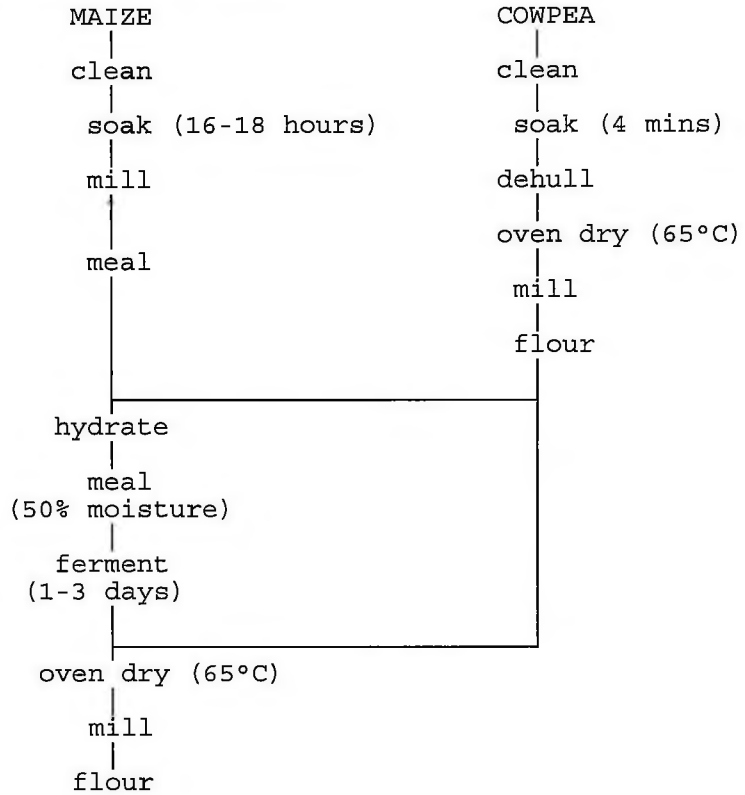 MAIZE
clean
soak (16-18 hours)
mill
meal
COWPEA
clean
soak (4 mins)
dehull
oven dry (65°C)
mill
flour
hydrate
meal
(50% moisture)
ferment
(1-3 days)
oven dry (65°C)
mill
flour